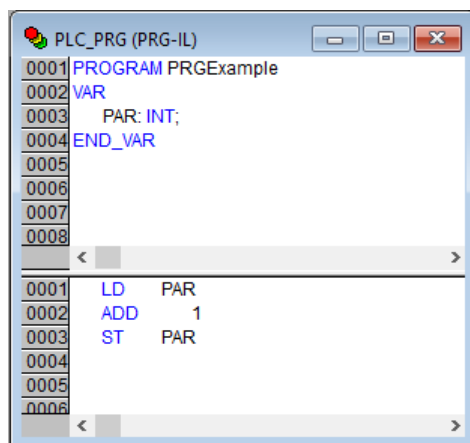 PLC_PRG (PRG-IL)
0001 PROGRAM PRGExample
0002 VAR
0003 PAR: INT;
0004 END_VAR
0005
0006
0007
0008
0001 LD PAR
0002 ADD 1
0003 ST PAR
0004
0005
0006